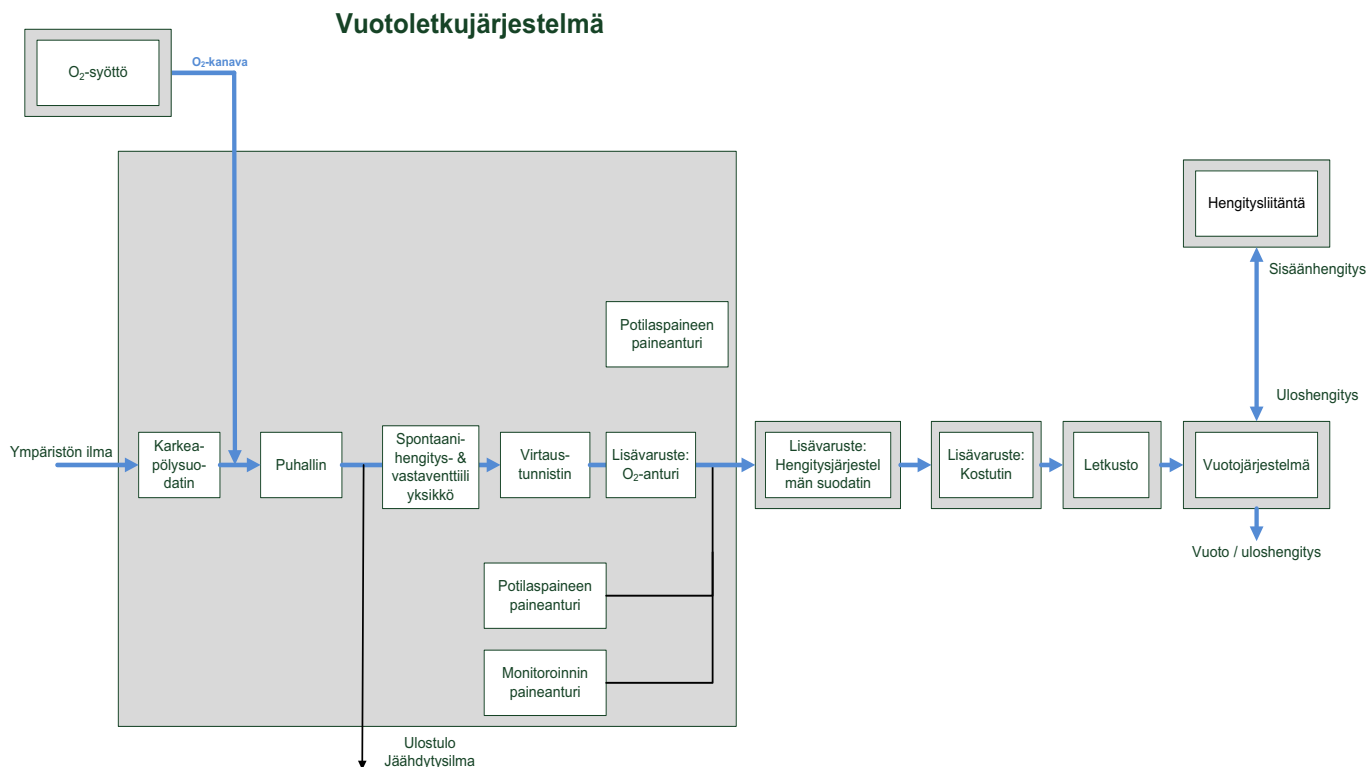 Vuotoletkujärjestelmä
O₂-syöttö
O₂-kanava
Hengitysliitäntä
Sisäänhengitys
Potilaspaineen
paineanturi
Uloshengitys
Ympäristön ilma
Karkea-
pölysuo-
datin
Puhallin
Spontaani-
hengitys- &
vastaventtiili
yksikkö
Virtaus-
tunnistin
Lisävaruste:
O₂-anturi
Lisävaruste:
Hengitysjärjestel
män suodatin
Lisävaruste:
Kostutin
Letkusto
Vuotojärjestelmä
Vuoto / uloshengitys
Potilaspaineen
paineanturi
Monitoroinnin
paineanturi
Ulostulo
Jäähdytysilma